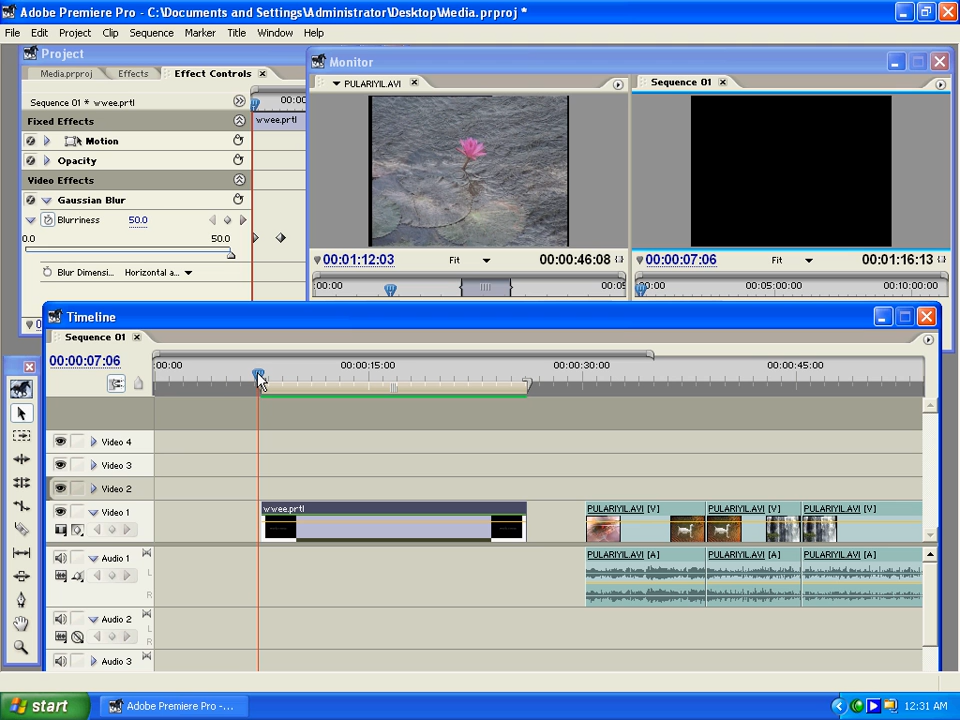 Adobe Premiere Pro - C:\Documents and Settings\Administrator\Desktop\Media.prproj *
File Edit Project Clip Sequence Marker Title Window Help
Project
Media.prproj Effects Effect Controls
Sequence 01 * wwee.prtl
00:00
Fixed Effects
wwee.prtl
Motion
Opacity
Video Effects
Gaussian Blur
Blurriness 50.0
0.0 50.0
Blur Dimensi... Horizontal a...
Monitor
PULARIYIL.AVI
Sequence 01
00:01:12:03 Fit 00:00:46:08
00:00:07:06 Fit 00:01:16:13
00:00
00:00 00:05:00:00 00:10:00:00
Timeline
Sequence 01
00:00:07:06
:00:00 00:00:15:00 00:00:30:00 00:00:45:00
Video 4
Video 3
Video 2
Video 1
wwee.prtl
PULARIYIL.AVI [V] PULARIYIL.AVI [V] PULARIYIL.AVI [V]
Audio 1
PULARIYIL.AVI [A] PULARIYIL.AVI [A] PULARIYIL.AVI [A]
L
R
Audio 2
L
R
Audio 3
start
Adobe Premiere Pro -...
12:31 AM